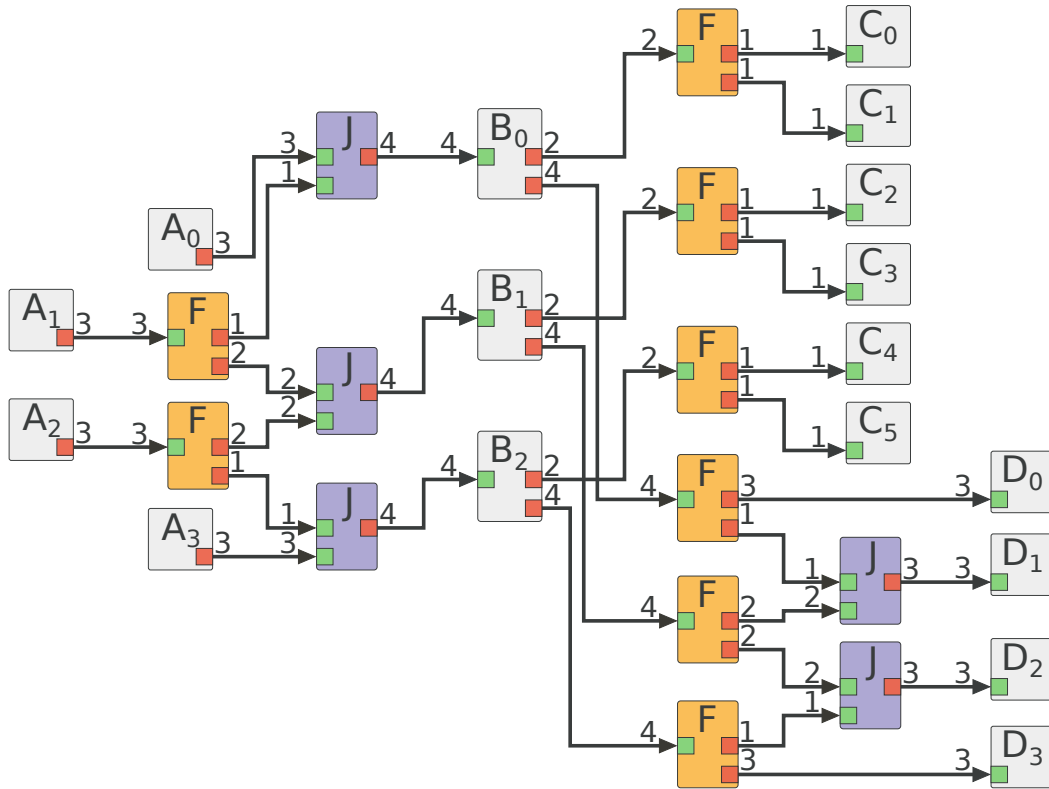 F 1 1 C₀
2 1 1 C₁
3 J 4 4 B₀ 2
1 4
F 1 1 C₂
2 1 1 C₃
A₀ 3
A₁ 3 3 F 1
2
4 B₁ 2
4
2 J 4
2
F 1 1 C₄
2 1 1 C₅
A₂ 3 3 F 2
1
4 B₂ 2
4
A₃ 3
1 J 4
3
4 F 3 3 D₀
1
1 J 3 3 D₁
2
4 F 2
2
2 J 3 3 D₂
1
4 F 1
3 3 D₃